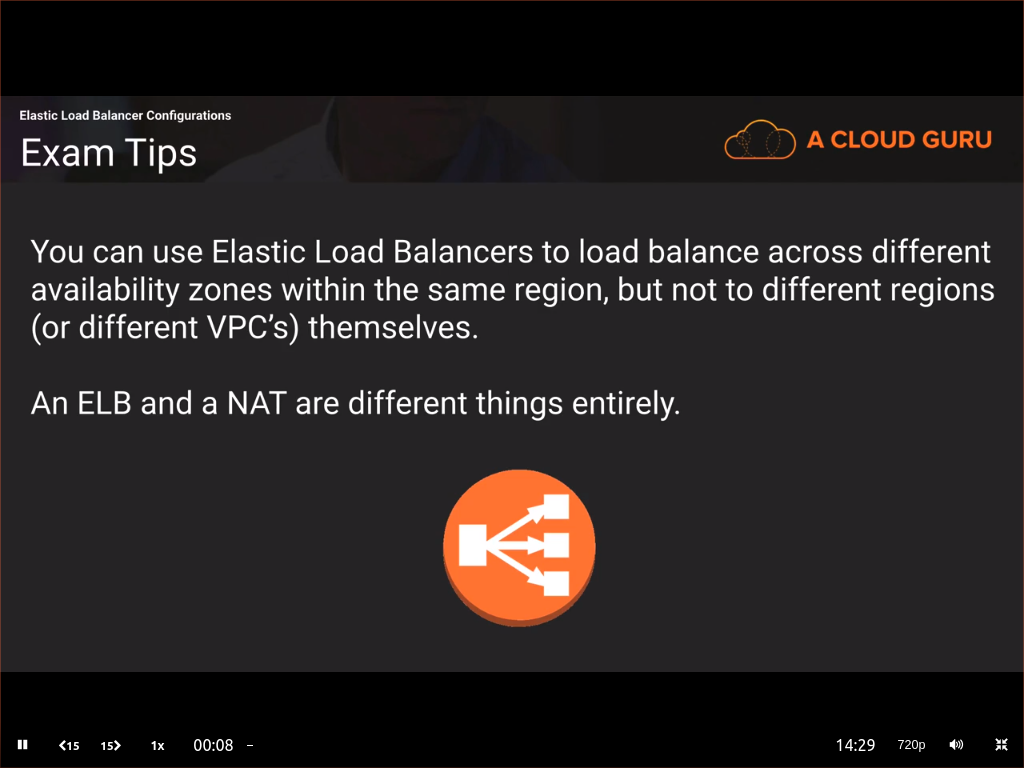 Elastic Load Balancer Configurations
Exam Tips
A CLOUD GURU
You can use Elastic Load Balancers to load balance across different
availability zones within the same region, but not to different regions
(or different VPC’s) themselves.
An ELB and a NAT are different things entirely.
15
15
1x
00:08
14:29
720p